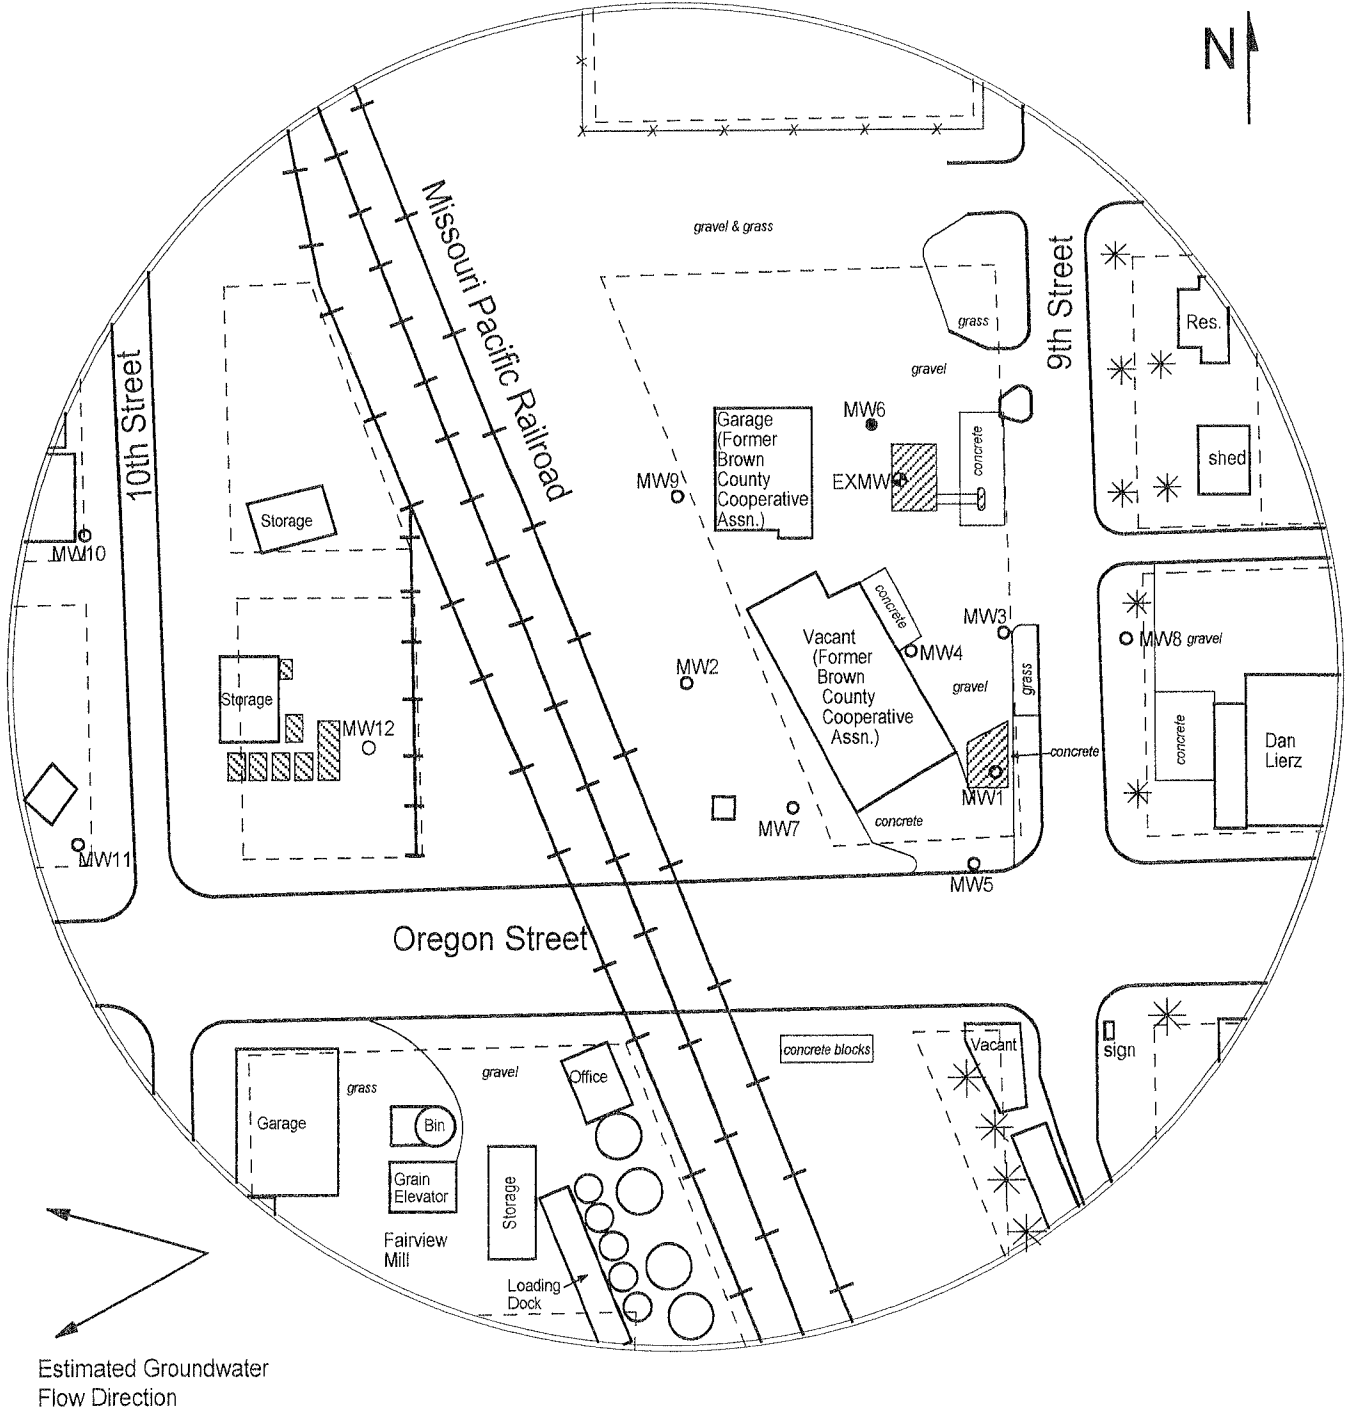 N
Missouri Pacific Railroad
gravel & grass
9th Street
grass
Res.
gravel
10th Street
MW6
Garage
(Former
Brown
County
Cooperative
Assn.)
concrete
shed
MW9
EXMW
Storage
MW10
concrete
MW3
Vacant
(Former
Brown
County
Cooperative
Assn.)
MW4
MW8
gravel
MW2
gravel
grass
Storage
MW12
concrete
concrete
Dan
Lierz
MW1
MW7
concrete
MW11
MW5
Oregon Street
concrete blocks
Vacant
sign
gravel
Office
grass
Garage
Bin
Grain
Elevator
Storage
Fairview
Mill
Loading
Dock
Estimated Groundwater
Flow Direction